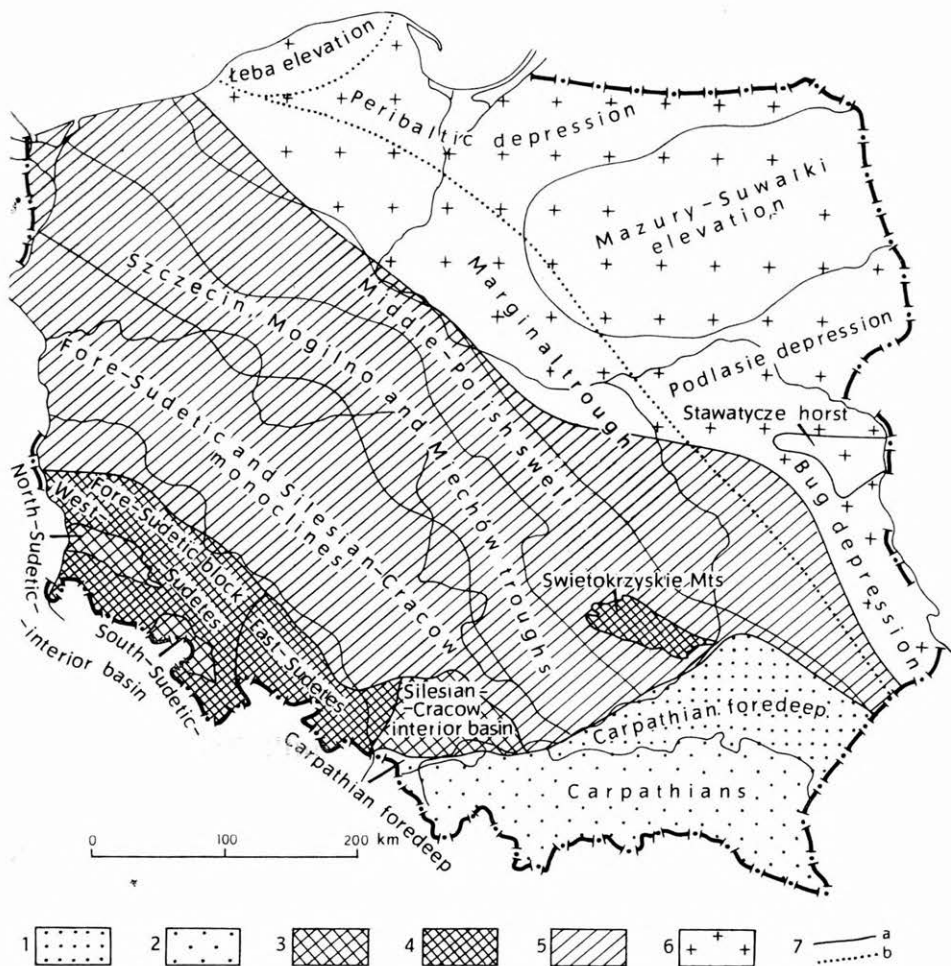 Łeba elevation
Peribaltic depression
Mazury–Suwałki
elevation
Szczecin, Mogilno and Miechów troughs
Middle–Polish swell
Marginal trough
Podlasie depression
Stawatycze horst
Bug depression
Fore–Sudetic and Silesian–Cracow
monoclines
Fore–Sudetic block
West–
Sudetes
East–Sudetes
North–Sudetic–
–interior basin
South–Sudetic–
Swietokrzyskie Mts
Silesian–
–Cracow
interior basin
Carpathian foredeep
Carpathian foredeep
Carpathians
0 100 200 km
1 2 3 4 5 6 7 a
b